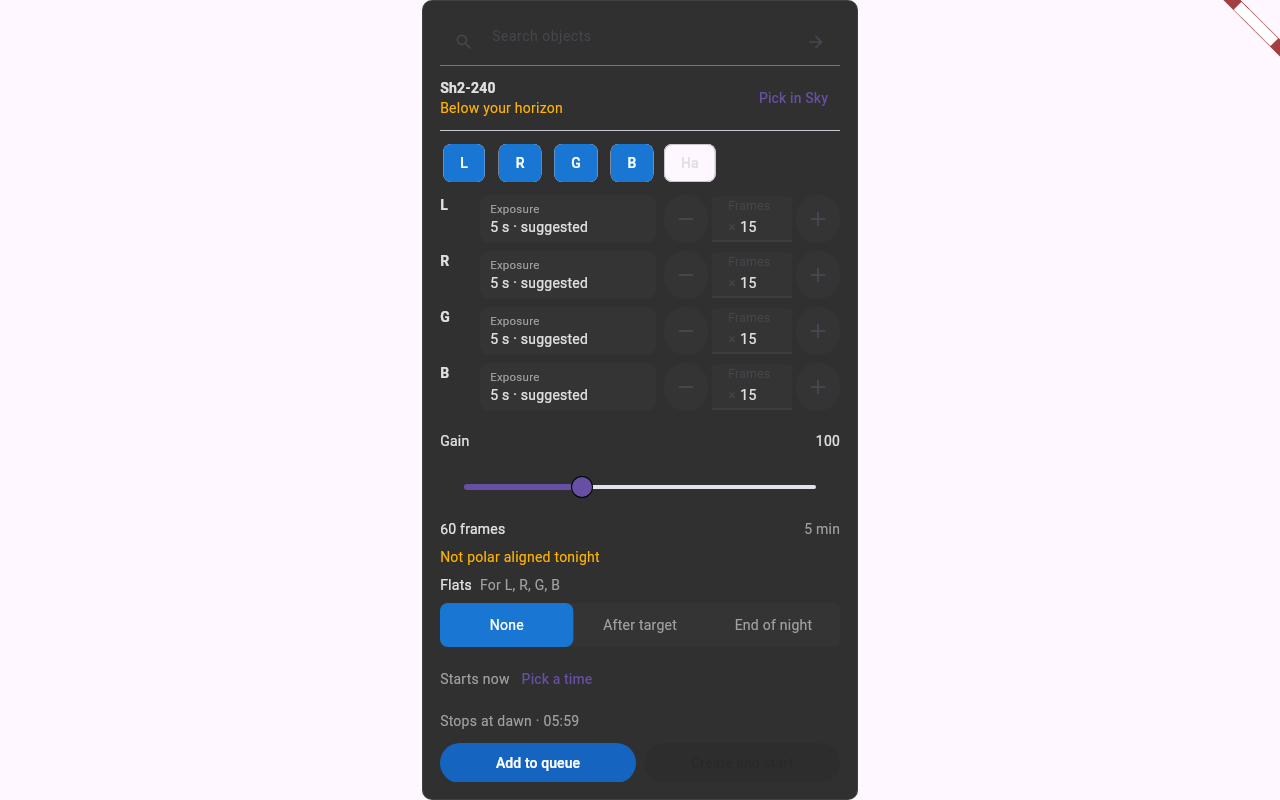 Search objects
Sh2-240
Below your horizon
Pick in Sky
L
R
G
B
Ha
L
Exposure
5 s · suggested
Frames
× 15
R
Exposure
5 s · suggested
Frames
× 15
G
Exposure
5 s · suggested
Frames
× 15
B
Exposure
5 s · suggested
Frames
× 15
Gain
100
60 frames
5 min
Not polar aligned tonight
Flats For L, R, G, B
None
After target
End of night
Starts now Pick a time
Stops at dawn · 05:59
Add to queue
Create and start